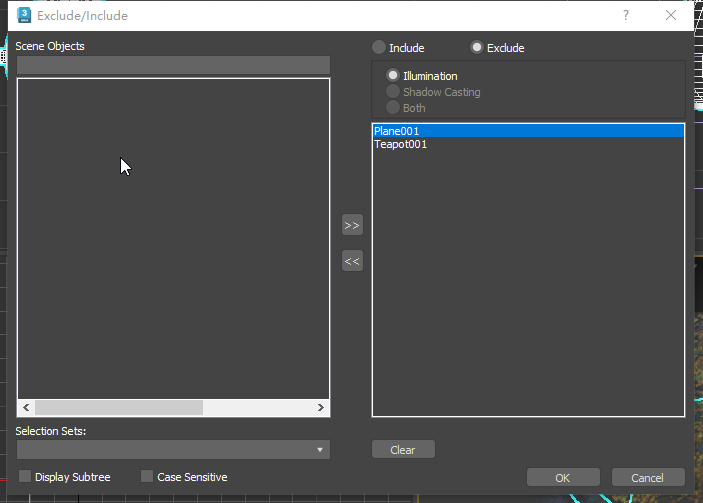 Exclude/Include
Scene Objects
Include
Exclude
Illumination
Shadow Casting
Both
Plane001
Teapot001
>>
<<
Selection Sets:
Clear
Display Subtree
Case Sensitive
OK
Cancel